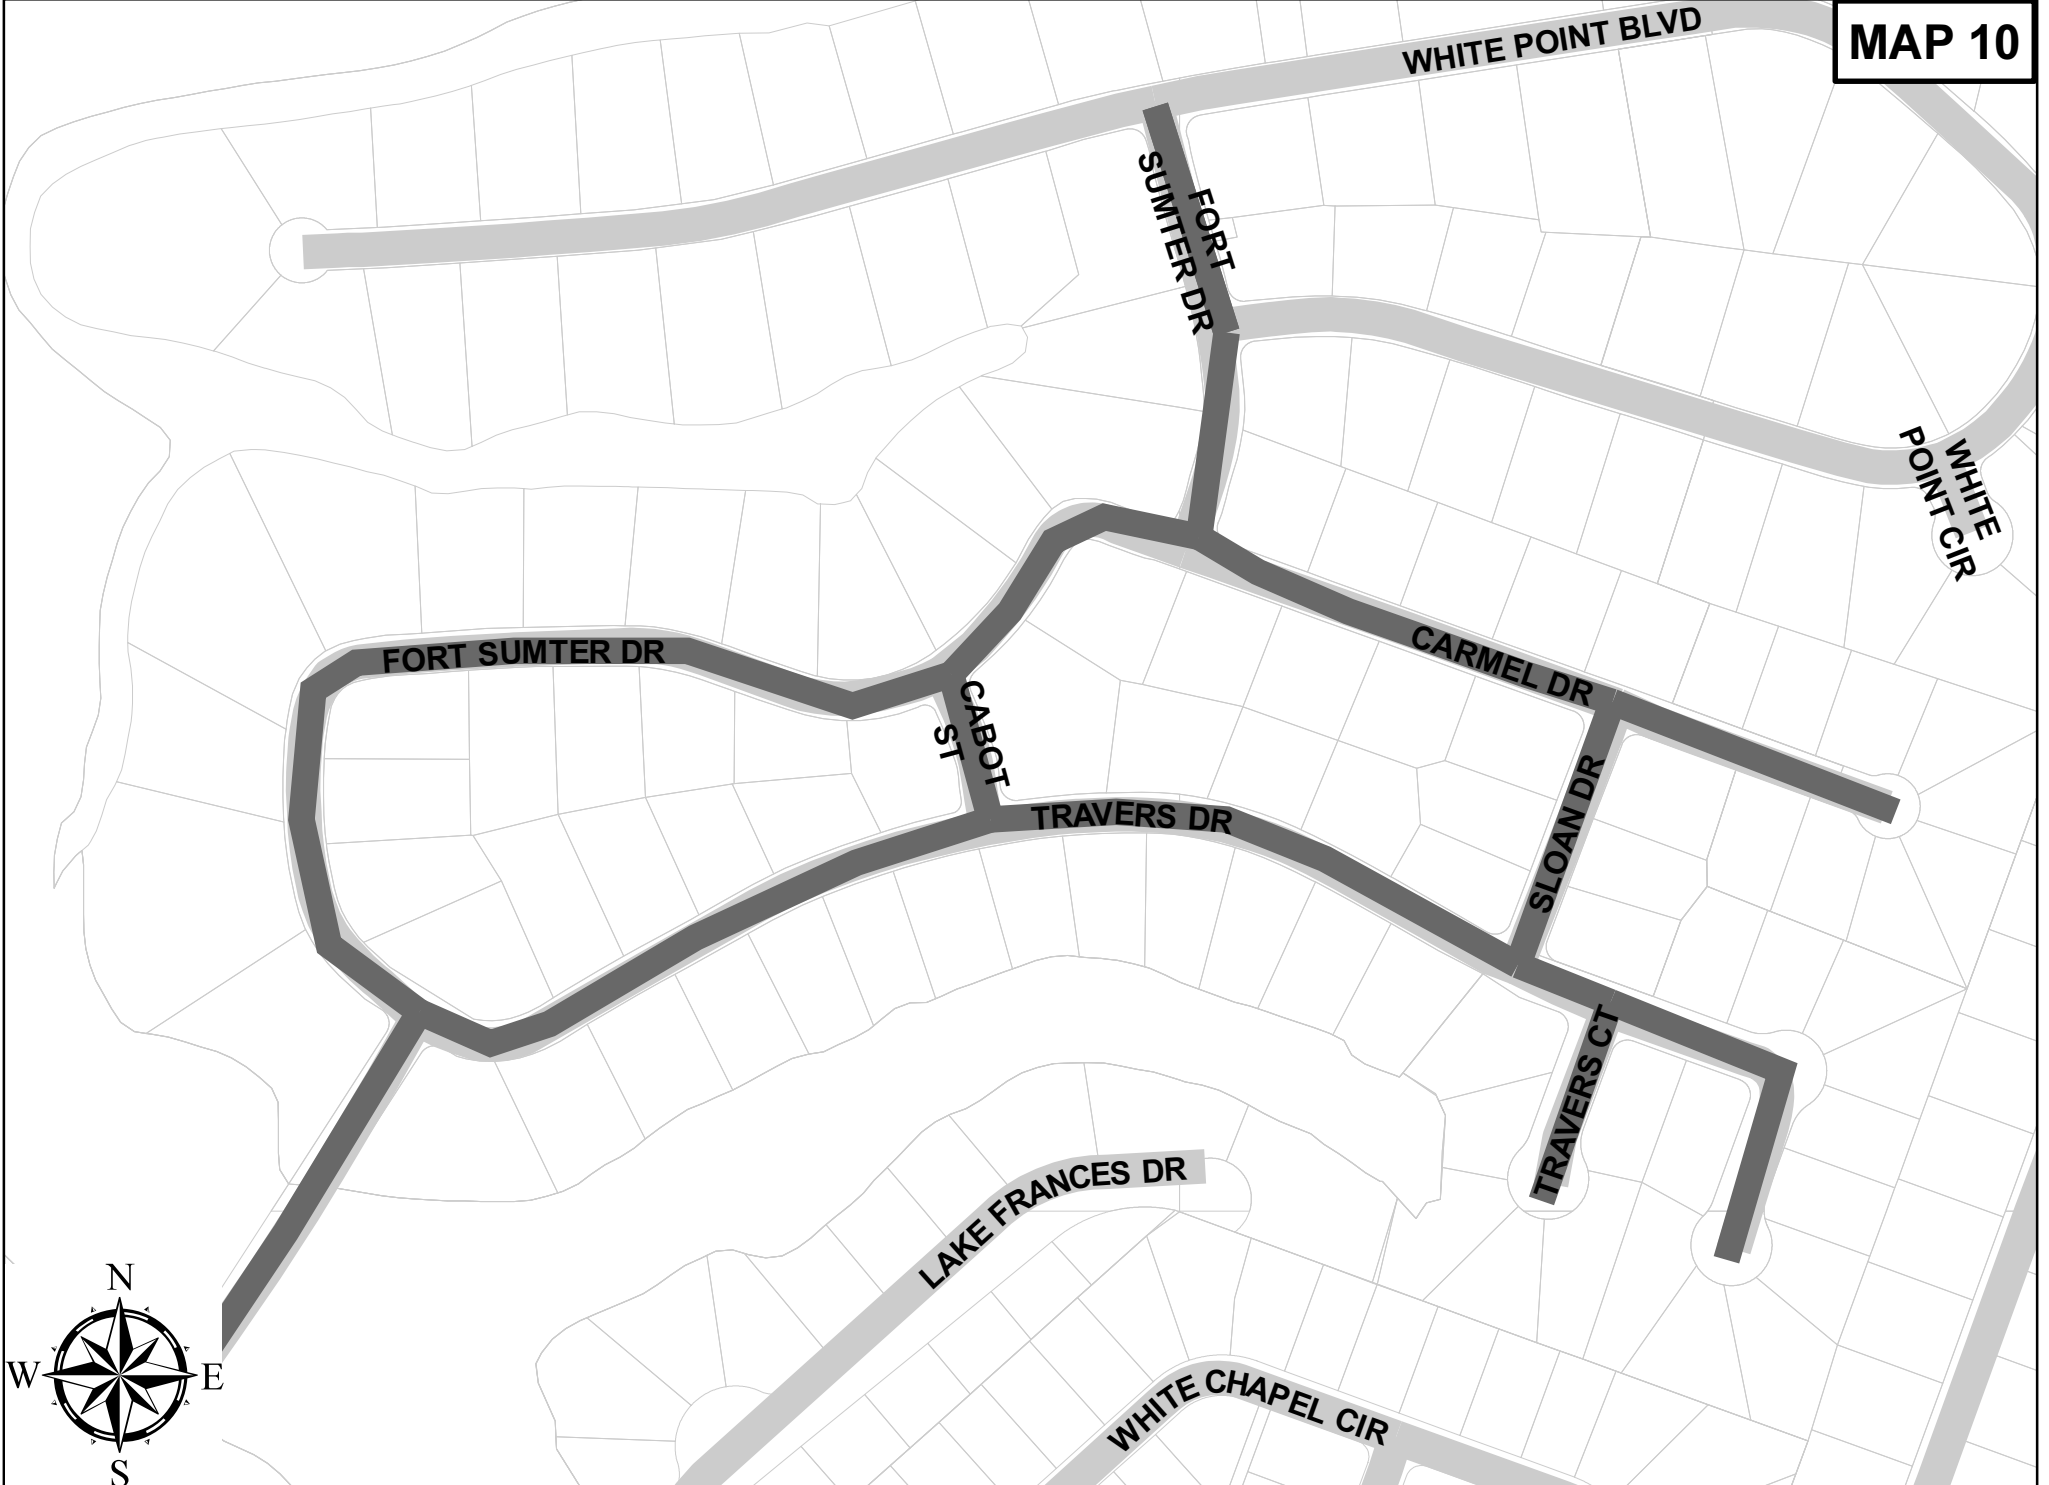 WHITE POINT BLVD
MAP 10
FORT
SUMTER DR
WHITE
POINT CIR
CARMEL DR
FORT SUMTER DR
CABOT
ST
TRAVERS DR
SLOAN DR
TRAVERS CT
LAKE FRANCES DR
WHITE CHAPEL CIR
N
W
E
S